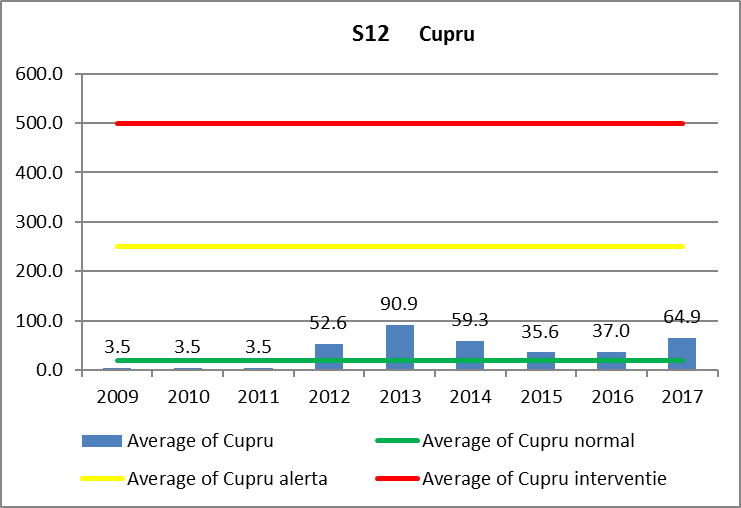 S12 Cupru
600.0
500.0
400.0
300.0
200.0
100.0
0.0
3.5 3.5 3.5 52.6 90.9 59.3 35.6 37.0 64.9
2009 2010 2011 2012 2013 2014 2015 2016 2017
Average of Cupru Average of Cupru normal
Average of Cupru alerta Average of Cupru interventie